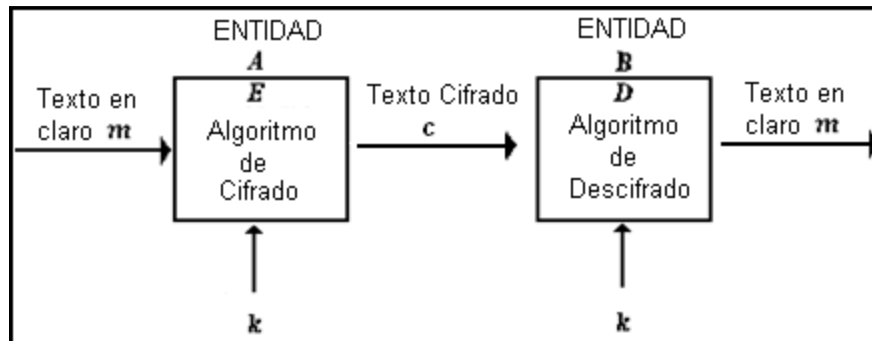 ENTIDAD
A
ENTIDAD
B
Texto en
claro m
E
Algoritmo
de
Cifrado
Texto Cifrado
c
D
Algoritmo
de
Descifrado
Texto en
claro m
k
k